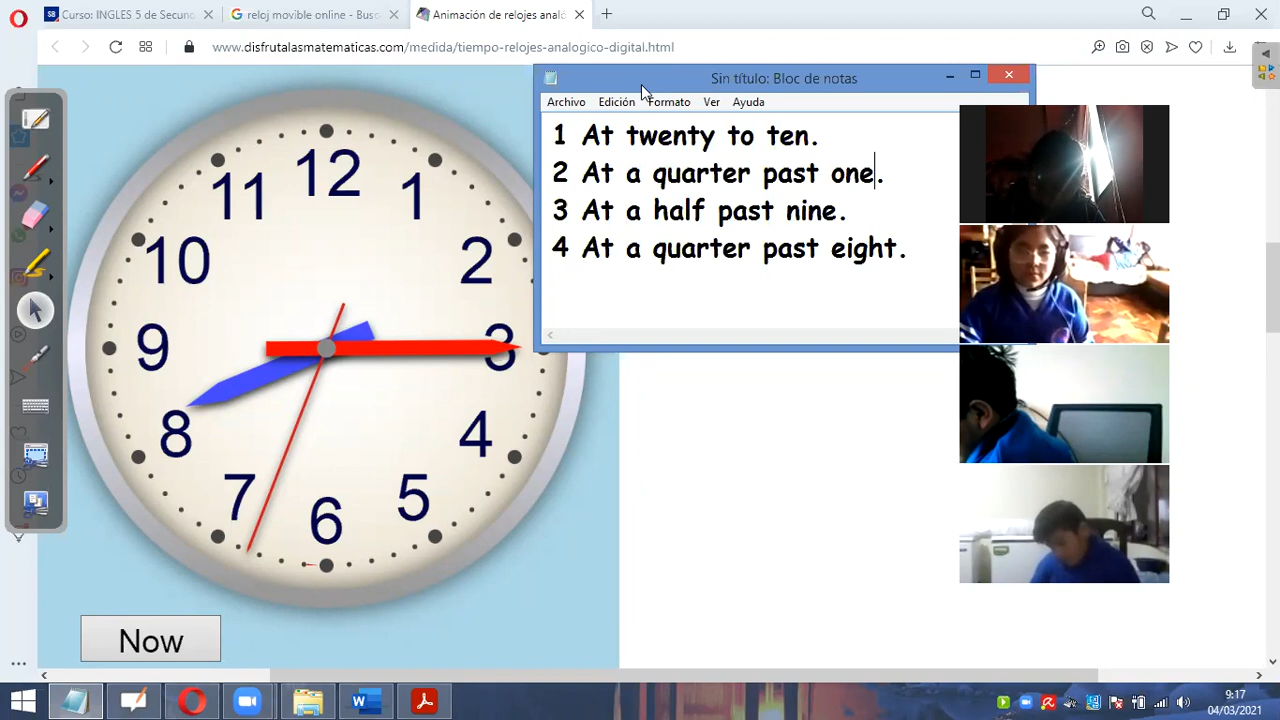 Curso: INGLES 5 de Secun
reloj movible online - Bus
Animación de relojes anal
www.disfrutalasmatematicas.com/medida/tiempo-relojes-analogico-digital.html
Sin título: Bloc de notas
Archivo Edición Formato Ver Ayuda
1 At twenty to ten.
2 At a quarter past one.
3 At a half past nine.
4 At a quarter past eight.
12
11 1
10 2
9 3
8 4
7 5
6
Now
9:17
04/03/2021